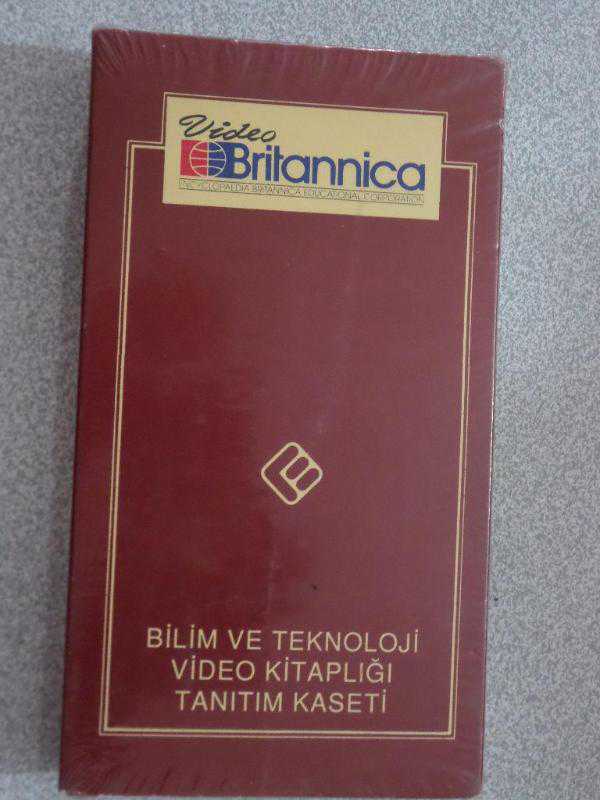 Video
Britannica
ENCYCLOPAEDIA BRITANNICA EDUCATIONAL CORPORATION
BİLİM VE TEKNOLOJİ
VİDEO KİTAPLIĞI
TANITIM KASETİ